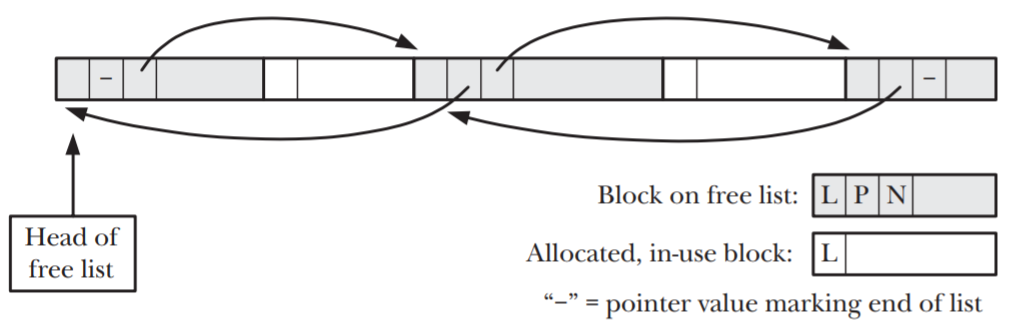 –
–
Block on free list: L P N
Head of
free list
Allocated, in-use block: L
“–” = pointer value marking end of list